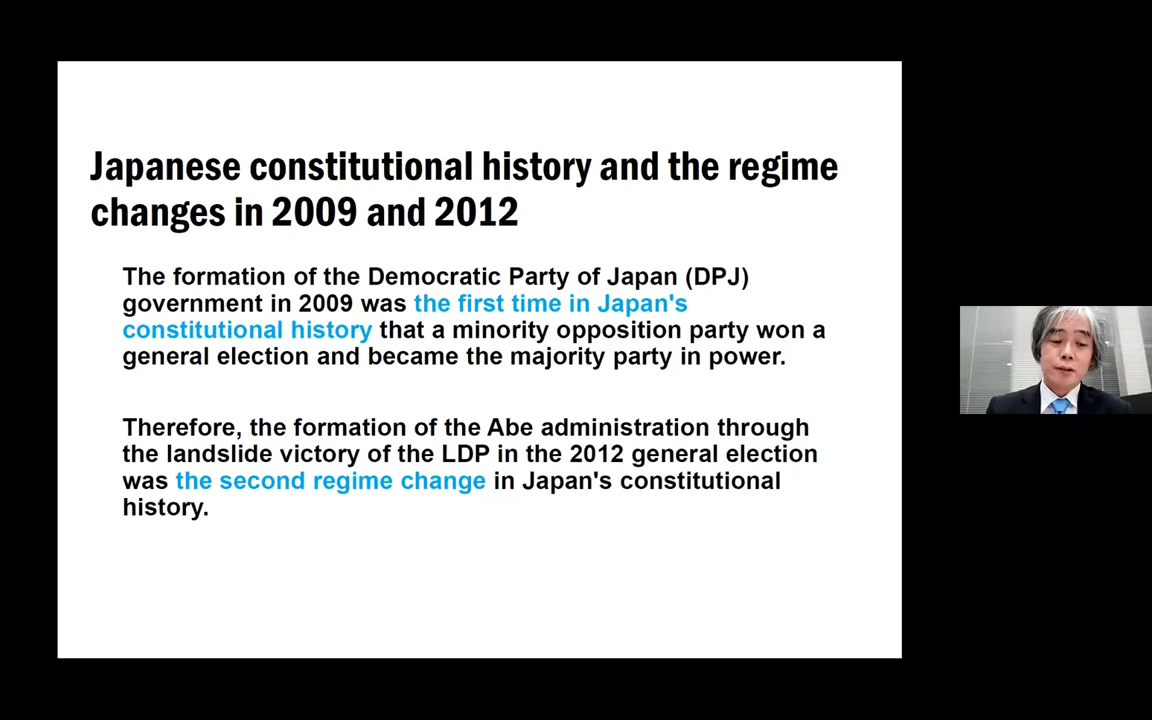 Japanese constitutional history and the regime
changes in 2009 and 2012
The formation of the Democratic Party of Japan (DPJ)
government in 2009 was the first time in Japan's
constitutional history that a minority opposition party won a
general election and became the majority party in power.
Therefore, the formation of the Abe administration through
the landslide victory of the LDP in the 2012 general election
was the second regime change in Japan's constitutional
history.